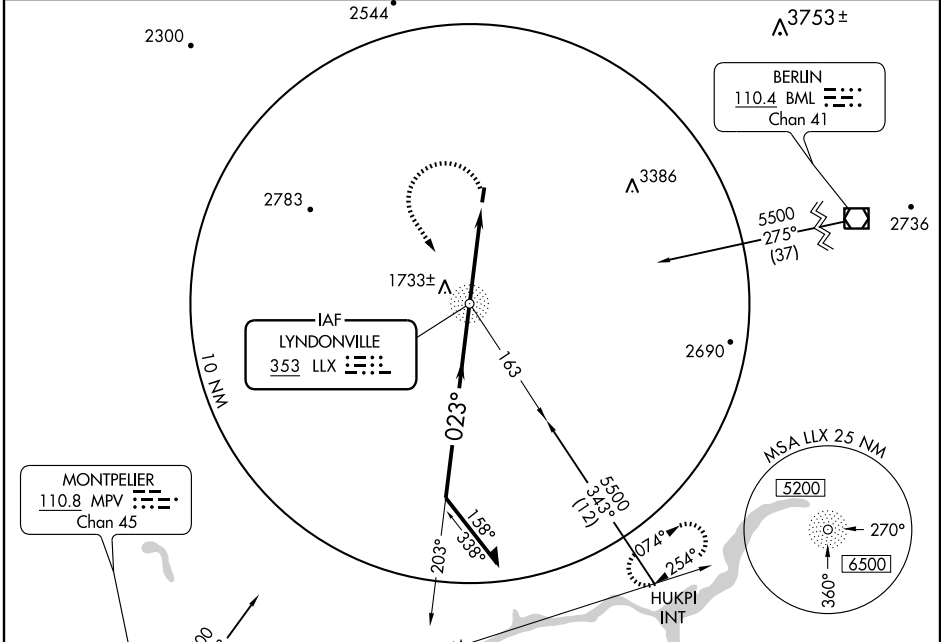 2544
3753±
2300
BERLIN
110.4 BML
Chan 41
3386
2783
5500
275°
(37)
2736
1733±
IAF
LYNDONVILLE
353 LLX
163
2690
10 NM
023°
MSA LLX 25 NM
MONTPELIER
110.8 MPV
Chan 45
5500
343°
(12)
5200
270°
158°
338°
074°
254°
6500
203°
360°
HUKPI
INT